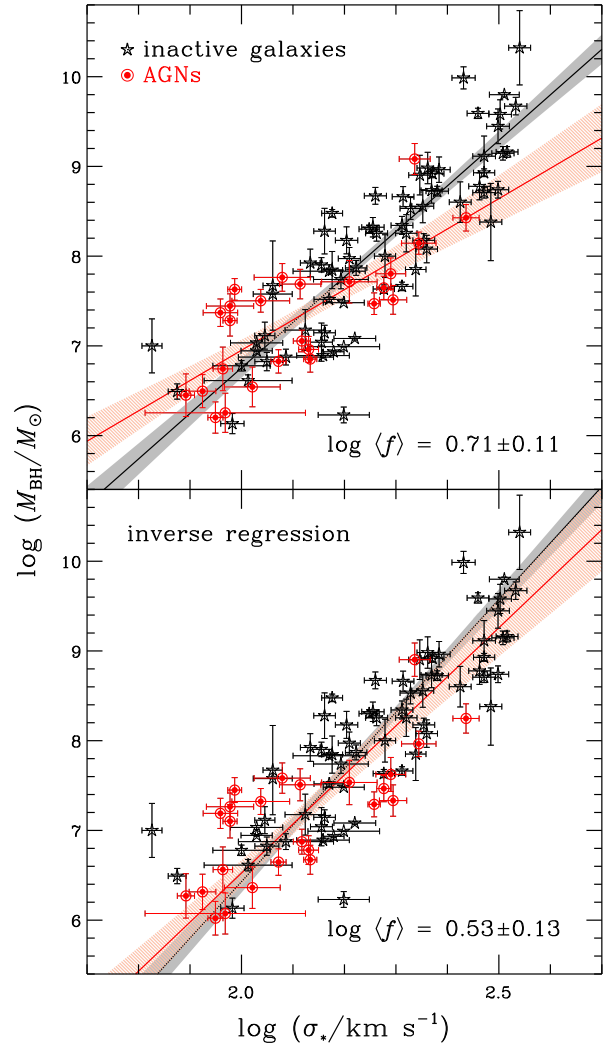 inactive galaxies
AGNs
10
9
8
7
6
log ⟨f⟩ = 0.71±0.11
log (M_BH/M_⊙)
inverse regression
10
9
8
7
6
log ⟨f⟩ = 0.53±0.13
2.0 2.5
log (σ_*/km s⁻¹)